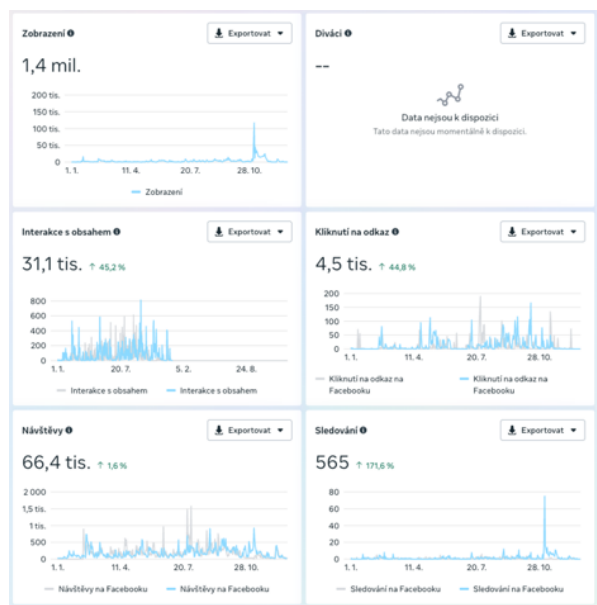 Zobrazení
Exportovat
1,4 mil.
200 tis.
150 tis.
100 tis.
50 tis.
0
1. 1. 11. 4. 20. 7. 28. 10.
Zobrazení
Diváci
Exportovat
--
Data nejsou k dispozici
Tato data nejsou momentálně k dispozici.
Interakce s obsahem
Exportovat
31,1 tis. ↑ 45,2 %
800
600
400
200
0
1. 1. 20. 7. 5. 2. 24. 8.
Interakce s obsahem Interakce s obsahem
Kliknutí na odkaz
Exportovat
4,5 tis. ↑ 44,8 %
200
150
100
50
0
1. 1. 11. 4. 20. 7. 28. 10.
Kliknutí na odkaz na Facebooku
Kliknutí na odkaz na Facebooku
Návštěvy
Exportovat
66,4 tis. ↑ 1,6 %
2 000
1,5 tis.
1 tis.
500
0
1. 1. 11. 4. 20. 7. 28. 10.
Návštěvy na Facebooku Návštěvy na Facebooku
Sledování
Exportovat
565 ↑ 171,6 %
80
60
40
20
0
1. 1. 11. 4. 20. 7. 28. 10.
Sledování na Facebooku Sledování na Facebooku